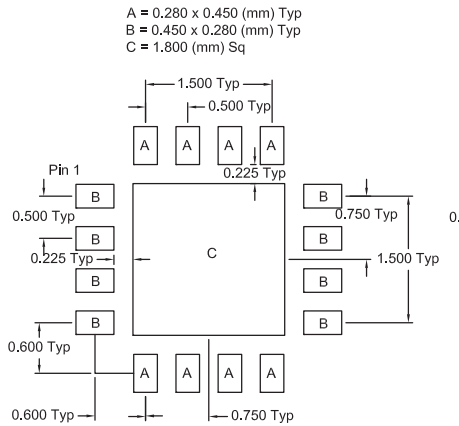 A = 0.280 x 0.450 (mm) Typ
B = 0.450 x 0.280 (mm) Typ
C = 1.800 (mm) Sq
1.500 Typ
0.500 Typ
A A A A
0.225 Typ
Pin 1
B B
0.500 Typ 0.750 Typ 0.
B B
0.225 Typ C 1.500 Typ
B B
B B
0.600 Typ
A A A A
0.600 Typ 0.750 Typ